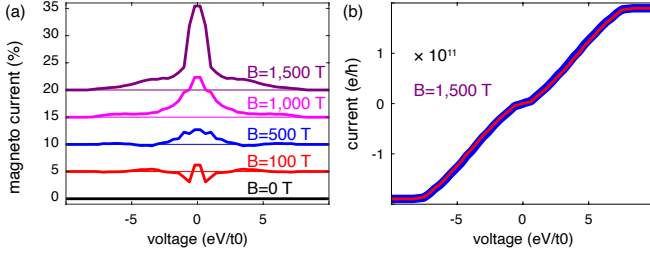 (a)
magneto current (%)
35
30
25
20
15
10
5
0
B=1,500 T
B=1,000 T
B=500 T
B=100 T
B=0 T
-5
0
5
voltage (eV/t0)
(b)
current (e/h)
1
0
-1
× 10¹¹
B=1,500 T
-5
0
5
voltage (eV/t0)